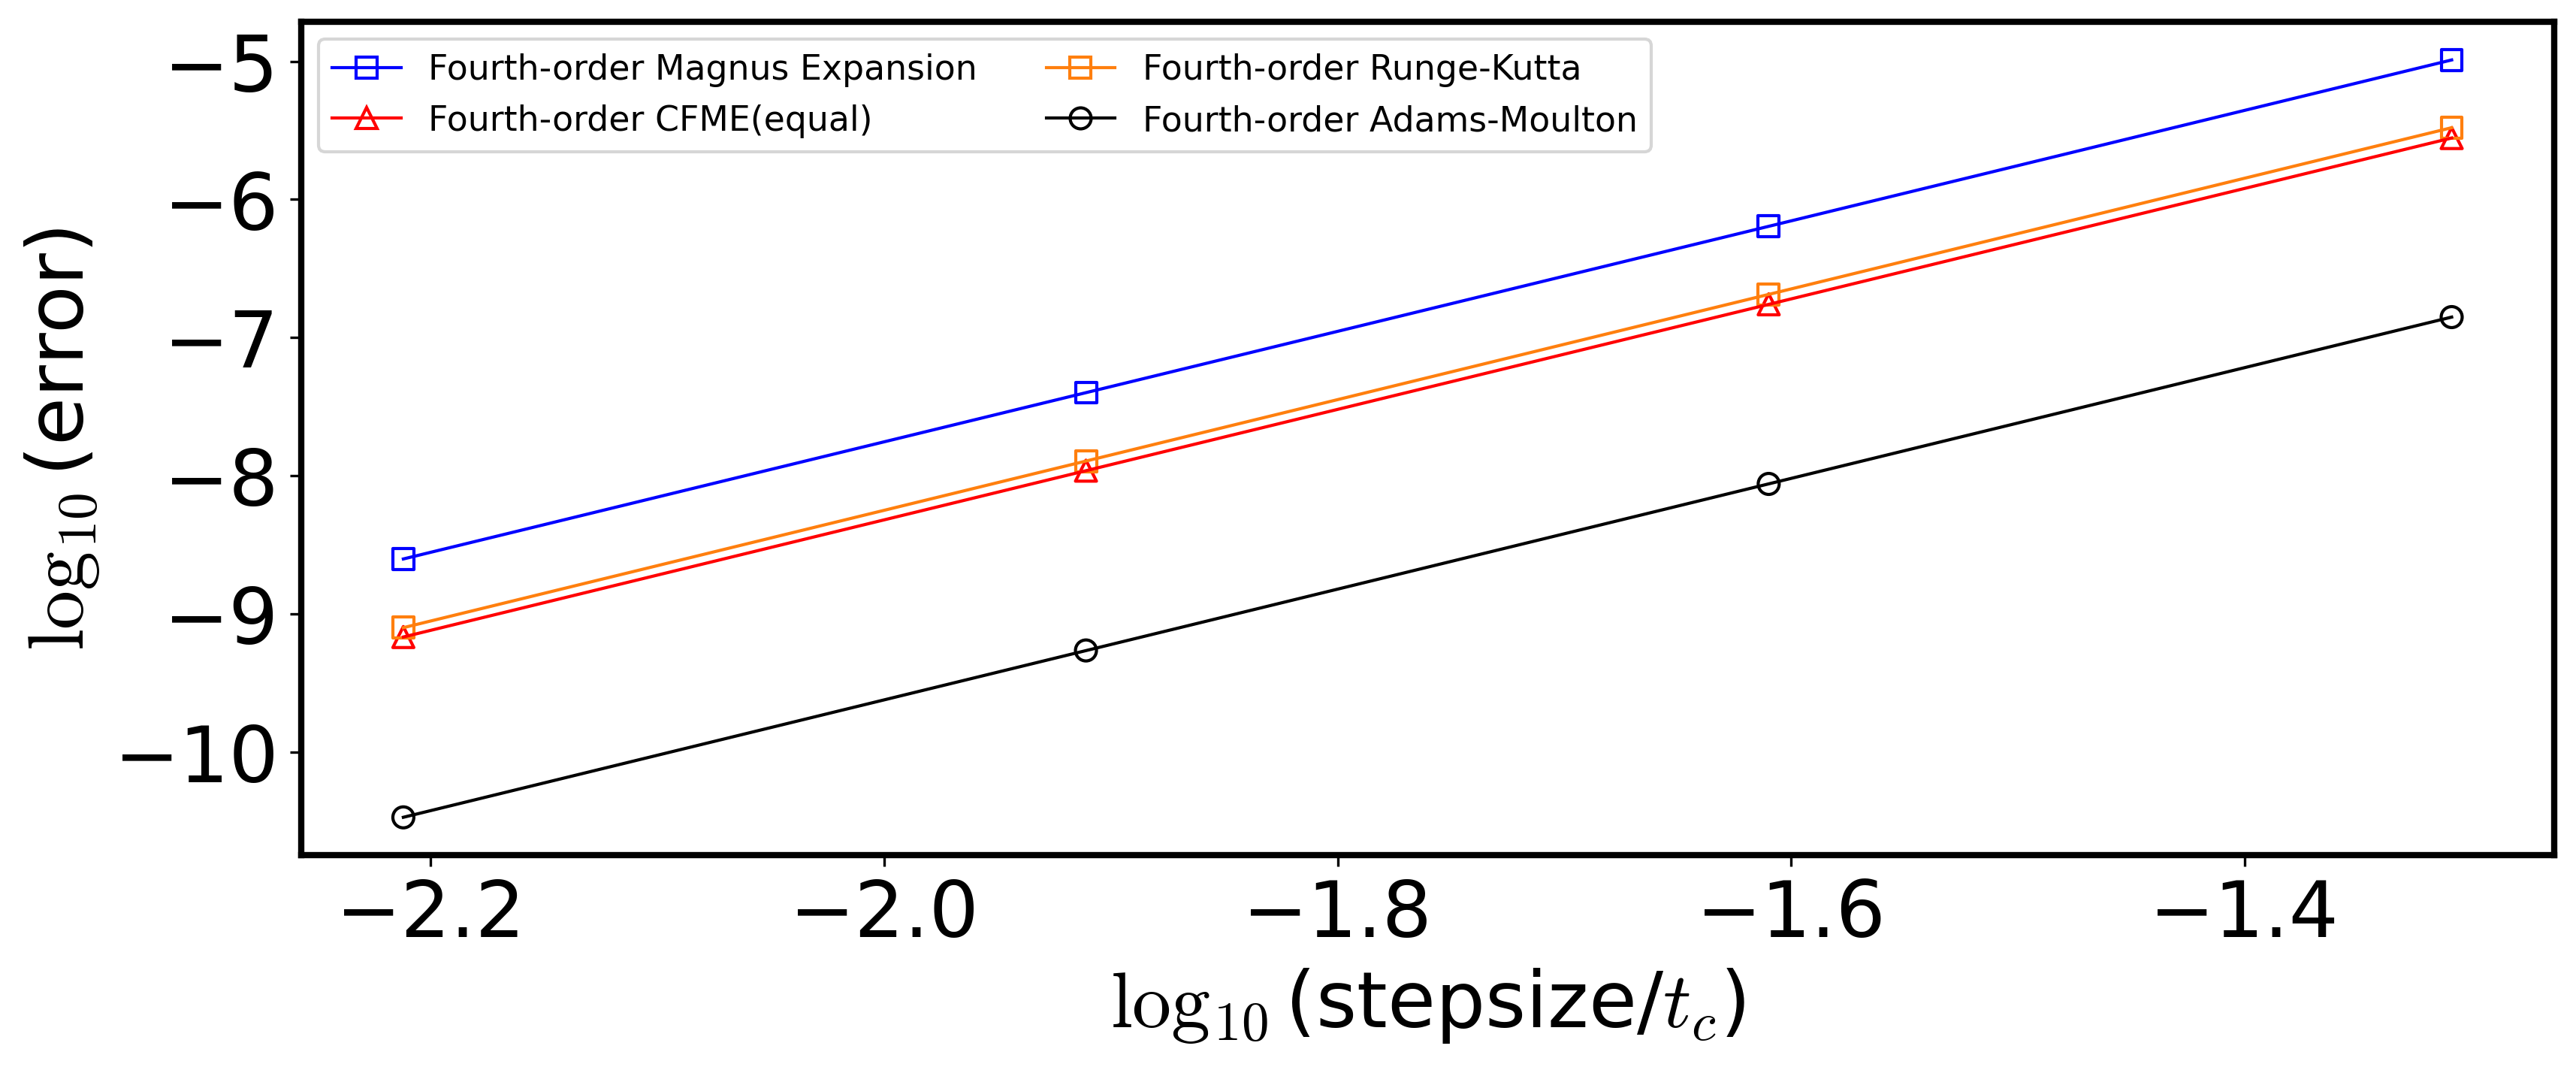 Fourth-order Magnus Expansion
Fourth-order CFME(equal)
Fourth-order Runge-Kutta
Fourth-order Adams-Moulton
log₁₀(error)
−5
−6
−7
−8
−9
−10
−2.2
−2.0
−1.8
−1.6
−1.4
log₁₀(stepsize/t_c)